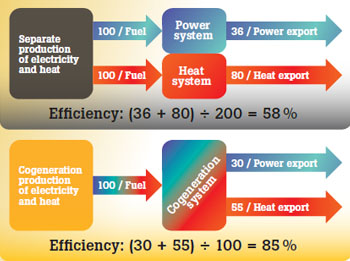 Separate
production
of electricity
and heat
100 / Fuel
Power
system
36 / Power export
100 / Fuel
Heat
system
80 / Heat export
Efficiency: (36 + 80) ÷ 200 = 58 %
Cogeneration
production
of electricity
and heat
100 / Fuel
Cogeneration
system
30 / Power export
55 / Heat export
Efficiency: (30 + 55) ÷ 100 = 85 %